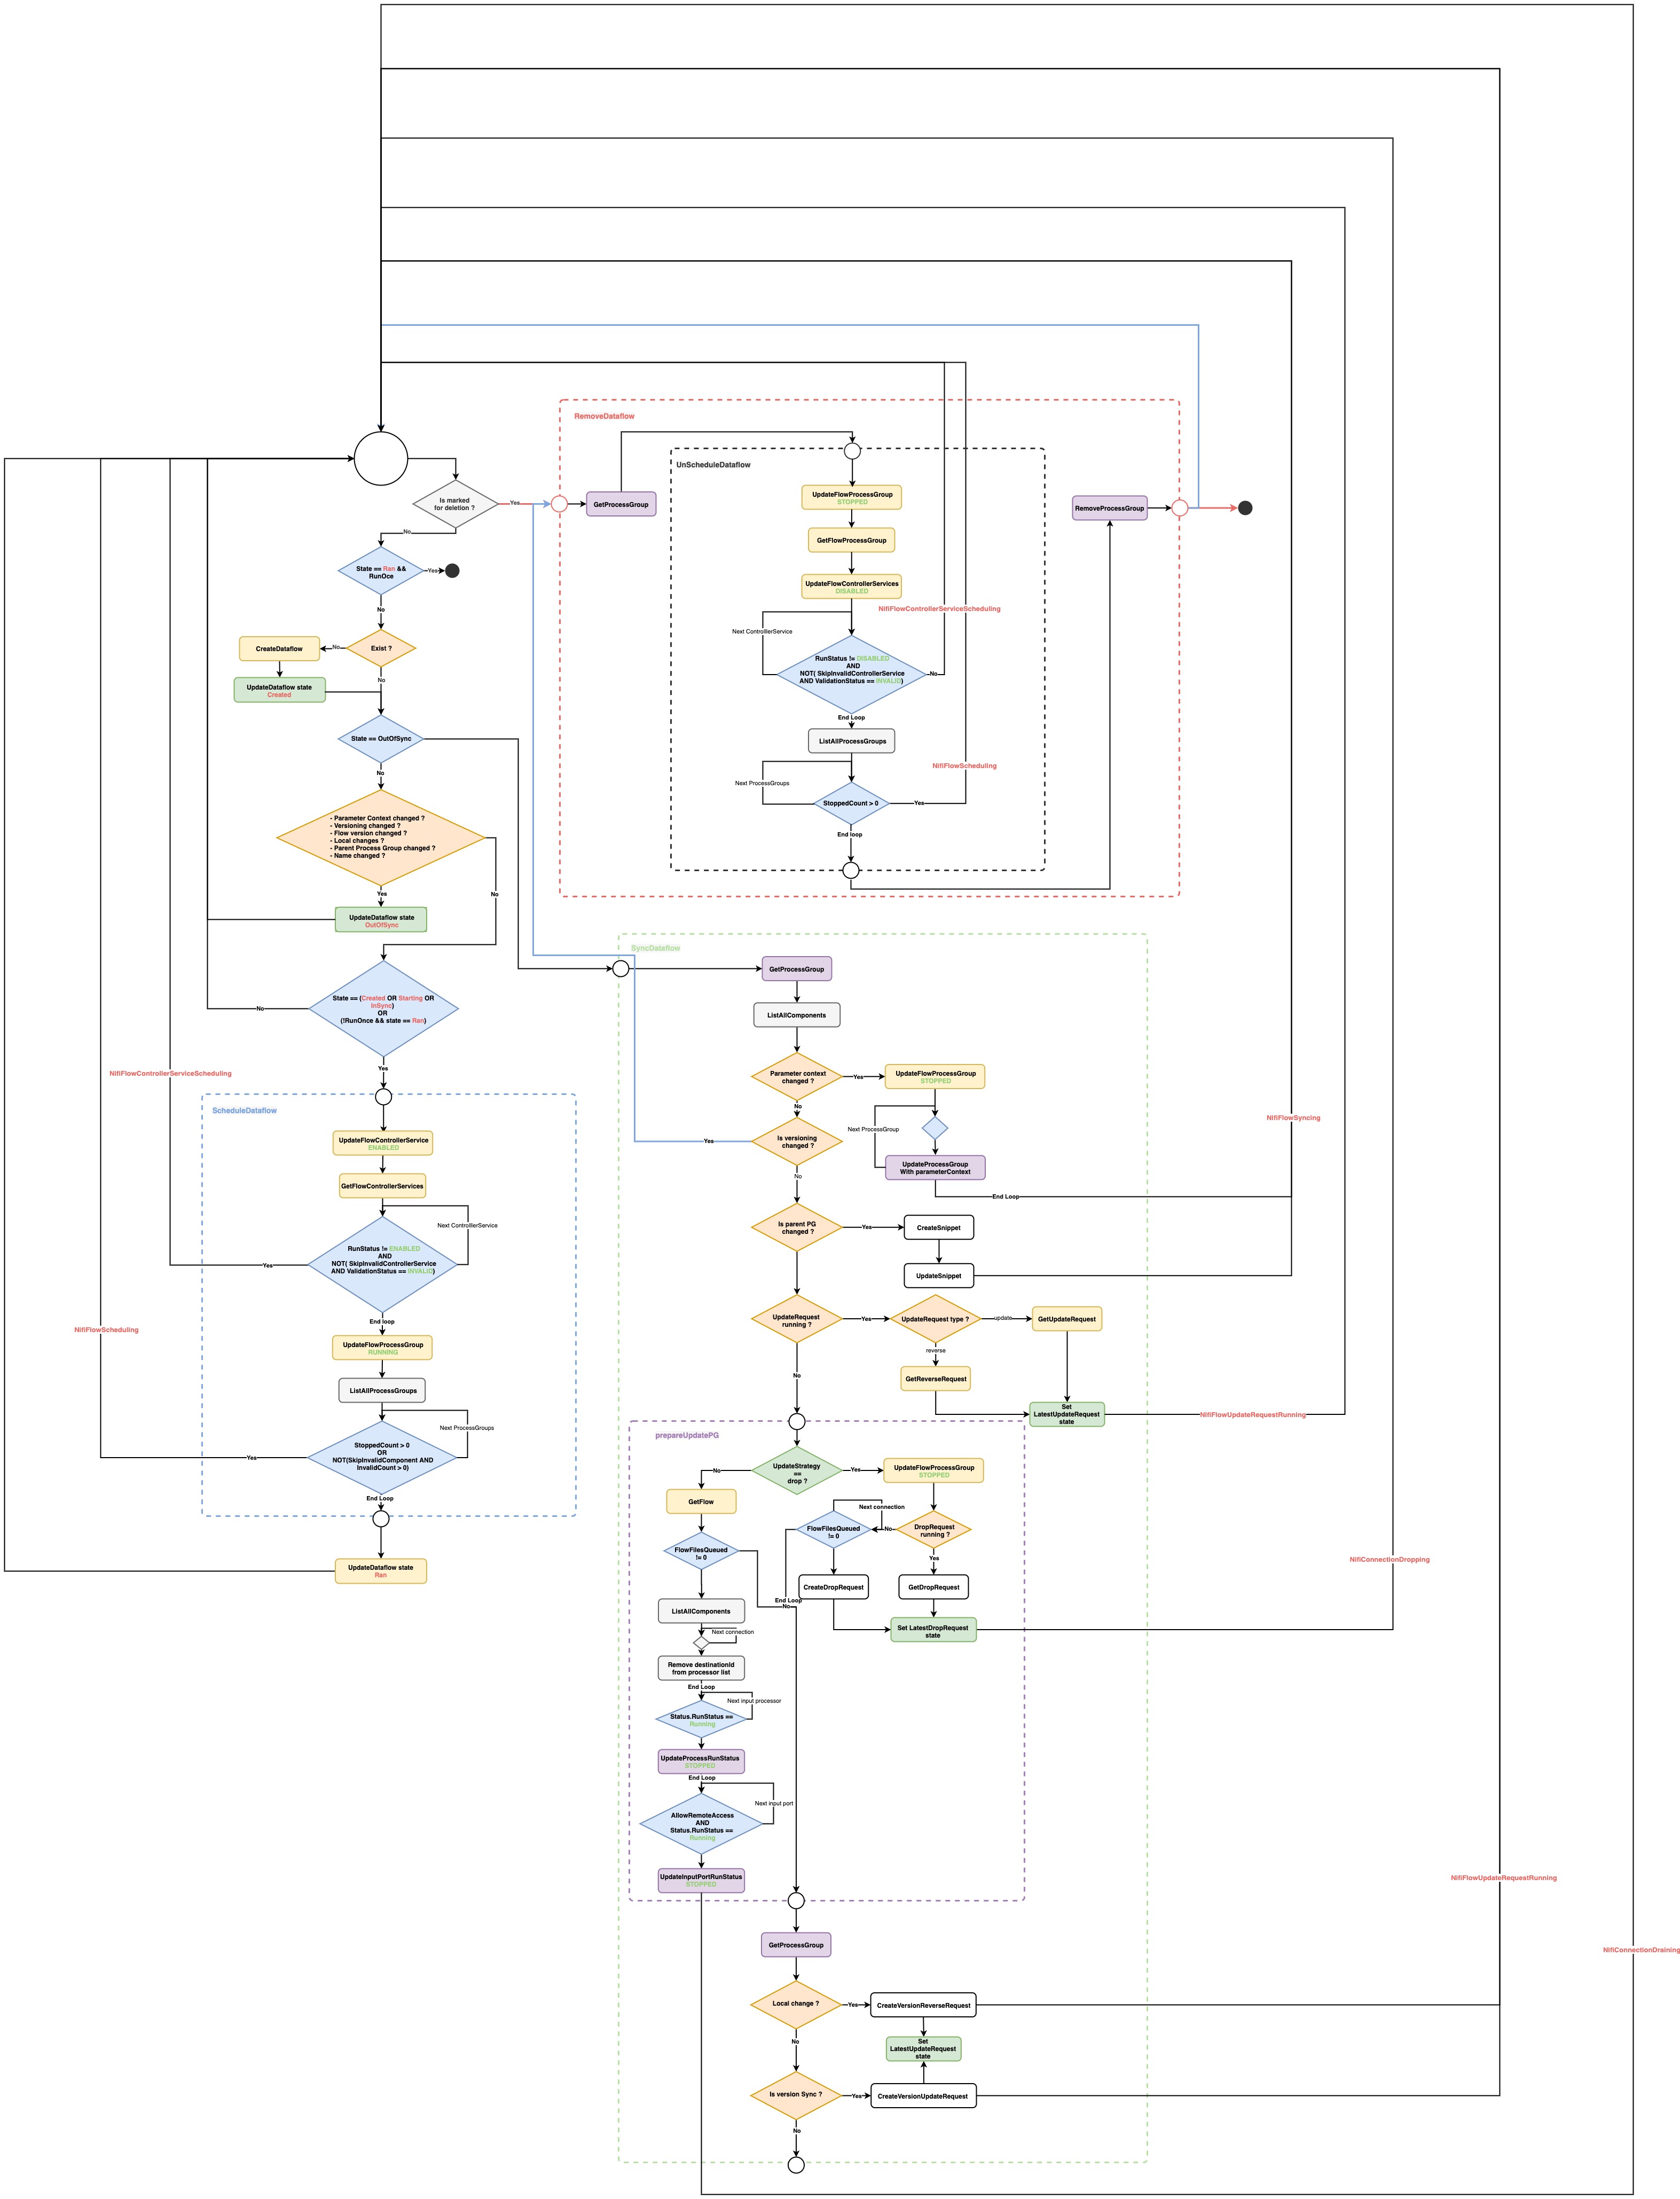 RemoveDataflow
UnScheduleDataflow
Is marked
for deletion ?
Yes
GetProcessGroup
UpdateFlowProcessGroup
STOPPED
RemoveProcessGroup
No
GetFlowProcessGroup
State == Ran &&
RunOce
Yes
UpdateFlowControllerServices
DISABLED
No
NifiFlowControllerServiceScheduling
Next ControllerService
CreateDataflow
No
Exist ?
RunStatus != DISABLED
AND
NOT( SkipInvalidControllerService
AND ValidationStatus == INVALID)
No
No
UpdateDataflow state
Created
End Loop
State == OutOfSync
ListAllProcessGroups
NifiFlowScheduling
No
Next ProcessGroups
StoppedCount > 0
Yes
- Parameter Context changed ?
- Versioning changed ?
- Flow version changed ?
- Local changes ?
- Parent Process Group changed ?
- Name changed ?
End loop
Yes
No
UpdateDataflow state
OutOfSync
SyncDataflow
GetProcessGroup
State == (Created OR Starting OR
InSync)
OR
(!RunOnce && state == Ran)
No
ListAllComponents
Yes
NifiFlowControllerServiceScheduling
Parameter context
changed ?
Yes
UpdateFlowProcessGroup
STOPPED
No
ScheduleDataflow
NifiFlowSyncing
Next ProcessGroup
UpdateFlowControllerService
ENABLED
Yes
Is versioning
changed ?
UpdateProcessGroup
With parameterContext
No
GetFlowControllerServices
End Loop
Next ControllerService
Is parent PG
changed ?
Yes
CreateSnippet
RunStatus != ENABLED
AND
NOT( SkipInvalidControllerService
AND ValidationStatus == INVALID)
Yes
UpdateSnippet
End loop
NifiFlowScheduling
UpdateFlowProcessGroup
RUNNING
UpdateRequest
running ?
Yes
UpdateRequest type ?
update
GetUpdateRequest
reverse
No
GetReverseRequest
ListAllProcessGroups
Set
LatestUpdateRequest
state
NifiFlowUpdateRequestRunning
Next ProcessGroups
prepareUpdatePG
StoppedCount > 0
OR
NOT(SkipInvalidComponent AND
InvalidCount > 0)
Yes
UpdateStrategy
==
drop ?
No
Yes
UpdateFlowProcessGroup
STOPPED
End Loop
GetFlow
Next connection
FlowFilesQueued
!= 0
No
DropRequest
running ?
FlowFilesQueued
!= 0
Yes
NifiConnectionDropping
UpdateDataflow state
Ran
CreateDropRequest
GetDropRequest
End Loop
No
ListAllComponents
Set LatestDropRequest
state
Next connection
Remove destinationId
from processor list
End Loop
Next input processor
Status.RunStatus ==
Running
UpdateProcessRunStatus
STOPPED
End Loop
Next input port
AllowRemoteAccess
AND
Status.RunStatus ==
Running
UpdateInputPortRunStatus
STOPPED
NifiFlowUpdateRequestRunning
GetProcessGroup
NifiConnectionDraining
Local change ?
Yes
CreateVersionReverseRequest
No
Set
LatestUpdateRequest
state
Is version Sync ?
Yes
CreateVersionUpdateRequest
No